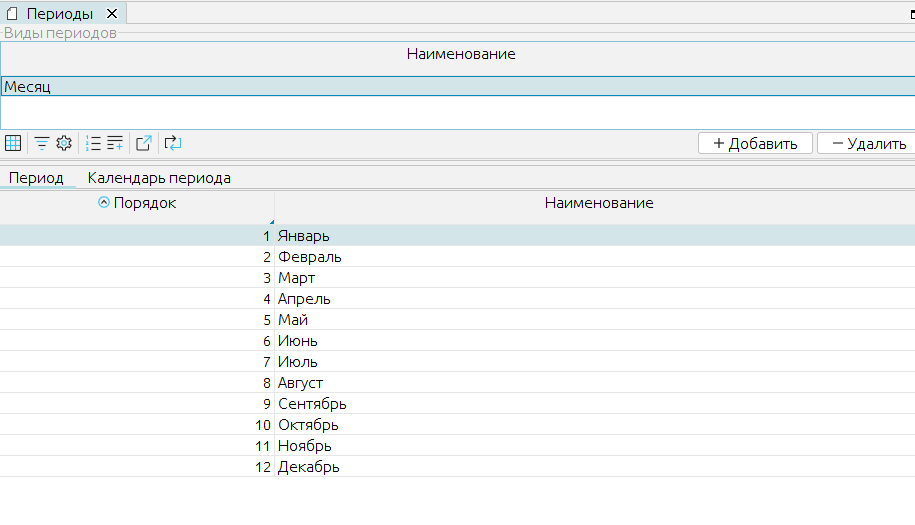 Периоды
Виды периодов
Наименование
Месяц
+ Добавить − Удалить
Период Календарь периода
Порядок Наименование
1 Январь
2 Февраль
3 Март
4 Апрель
5 Май
6 Июнь
7 Июль
8 Август
9 Сентябрь
10 Октябрь
11 Ноябрь
12 Декабрь